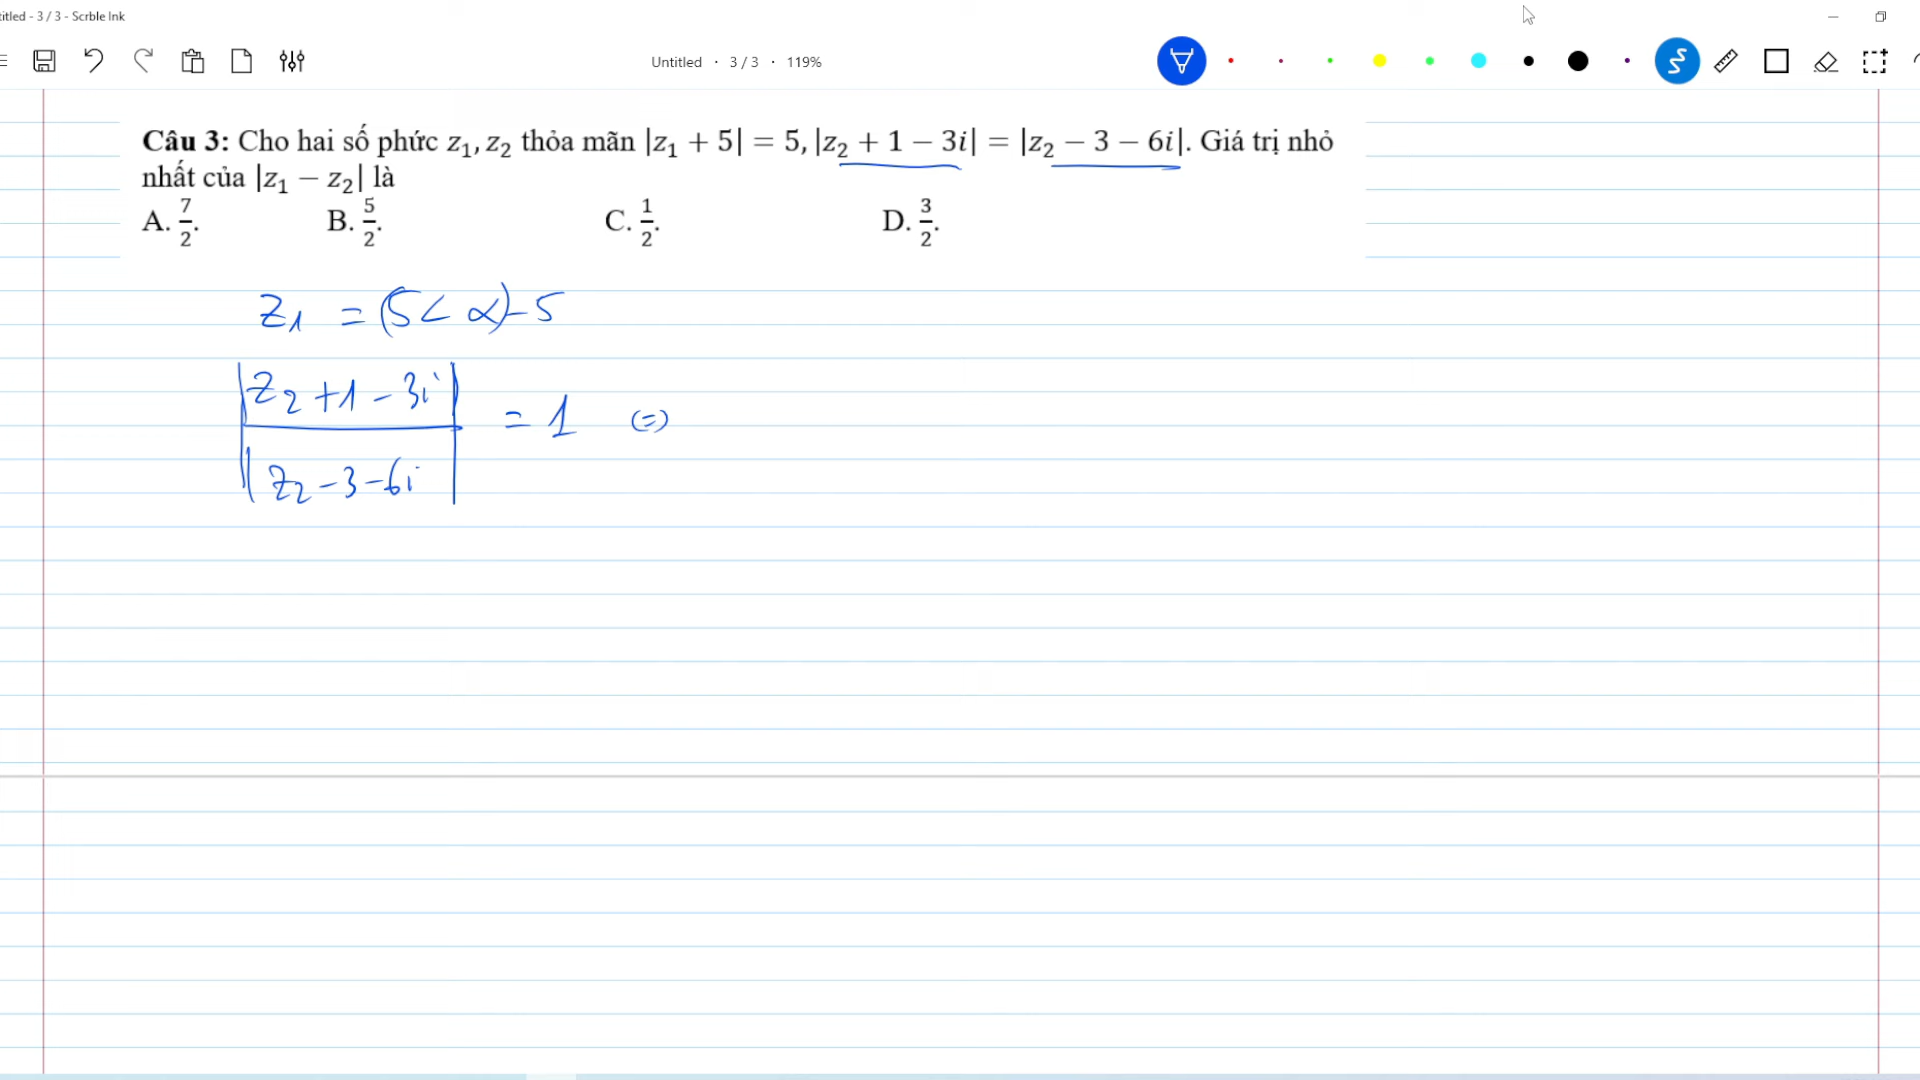 titled - 3 / 3 - Scrble Ink
Untitled · 3 / 3 · 119%
Câu 3: Cho hai số phức z₁, z₂ thỏa mãn |z₁ + 5| = 5, |z₂ + 1 − 3i| = |z₂ − 3 − 6i|. Giá trị nhỏ
nhất của |z₁ − z₂| là
A. 7/2. B. 5/2. C. 1/2. D. 3/2.
z₁ = (5 < α) − 5
|z₂ + 1 − 3i| / |z₂ − 3 − 6i| = 1 (=)